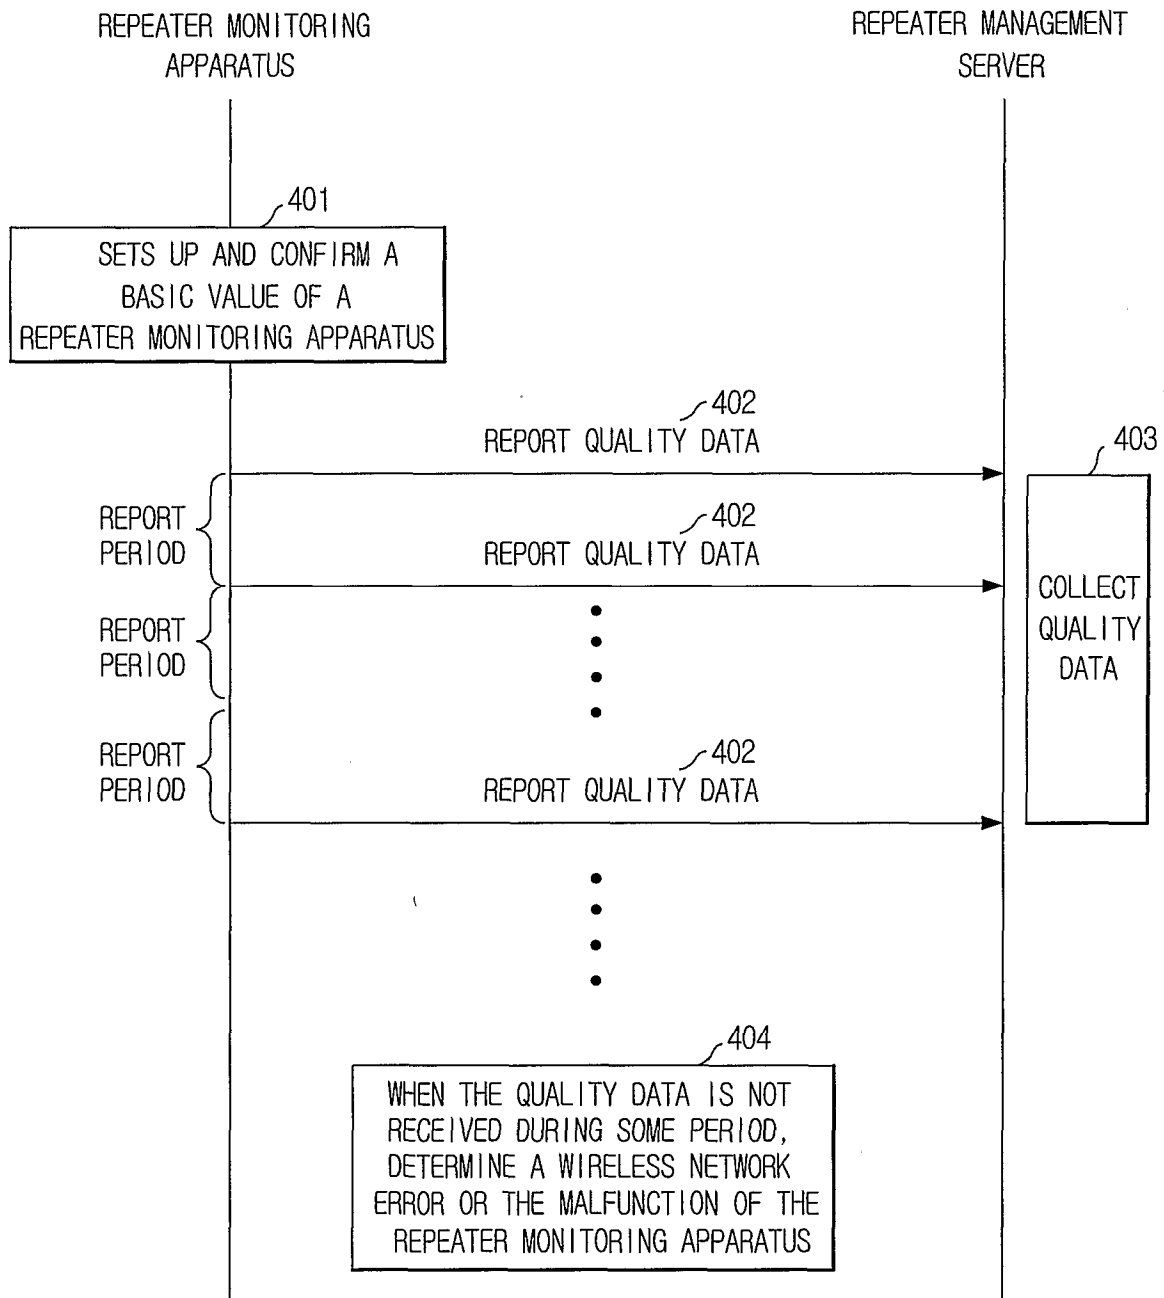 REPEATER MONITORING
APPARATUS
REPEATER MANAGEMENT
SERVER
401
SETS UP AND CONFIRM A
BASIC VALUE OF A
REPEATER MONITORING APPARATUS
402
REPORT QUALITY DATA
403
REPORT
PERIOD
402
REPORT QUALITY DATA
COLLECT
QUALITY
DATA
REPORT
PERIOD
REPORT
PERIOD
402
REPORT QUALITY DATA
404
WHEN THE QUALITY DATA IS NOT
RECEIVED DURING SOME PERIOD,
DETERMINE A WIRELESS NETWORK
ERROR OR THE MALFUNCTION OF THE
REPEATER MONITORING APPARATUS